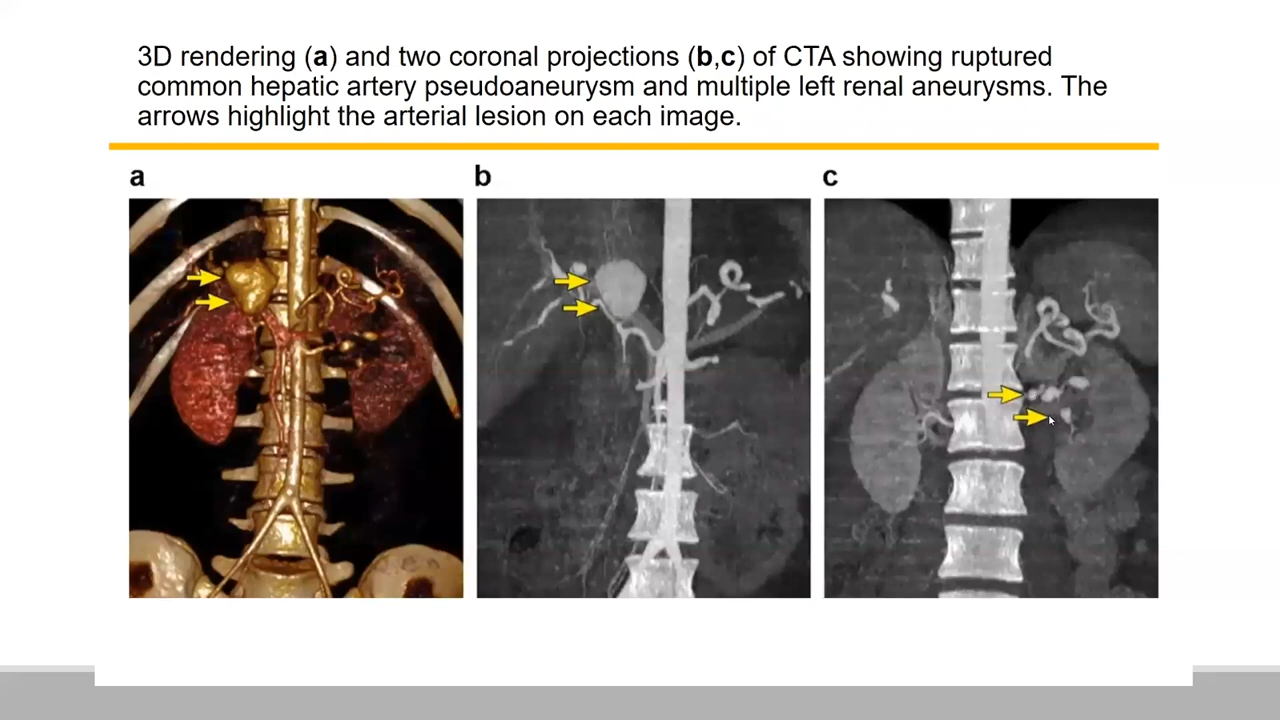 3D rendering (a) and two coronal projections (b,c) of CTA showing ruptured
common hepatic artery pseudoaneurysm and multiple left renal aneurysms. The
arrows highlight the arterial lesion on each image.
a b c